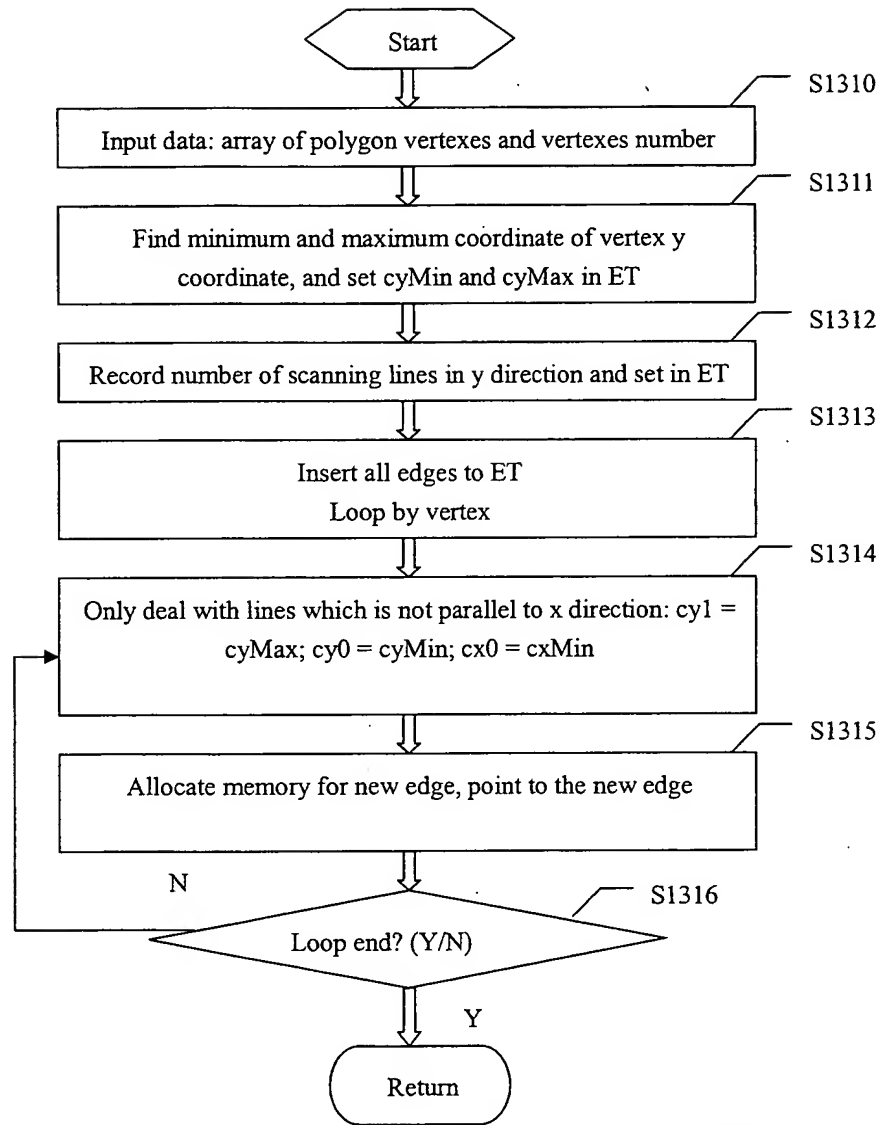 Start
S1310
Input data: array of polygon vertexes and vertexes number
S1311
Find minimum and maximum coordinate of vertex y
coordinate, and set cyMin and cyMax in ET
S1312
Record number of scanning lines in y direction and set in ET
S1313
Insert all edges to ET
Loop by vertex
S1314
Only deal with lines which is not parallel to x direction: cy1 =
cyMax; cy0 = cyMin; cx0 = cxMin
S1315
Allocate memory for new edge, point to the new edge
N
S1316
Loop end? (Y/N)
Y
Return